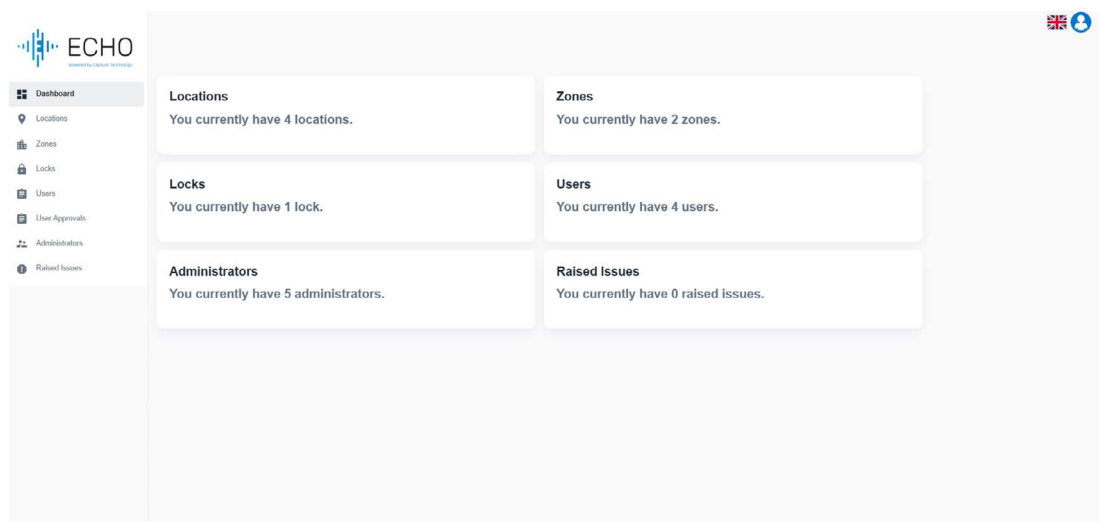 ECHO
Dashboard
Locations
Zones
Locks
Users
User Approvals
Administrators
Raised Issues
Locations
You currently have 4 locations.
Zones
You currently have 2 zones.
Locks
You currently have 1 lock.
Users
You currently have 4 users.
Administrators
You currently have 5 administrators.
Raised Issues
You currently have 0 raised issues.